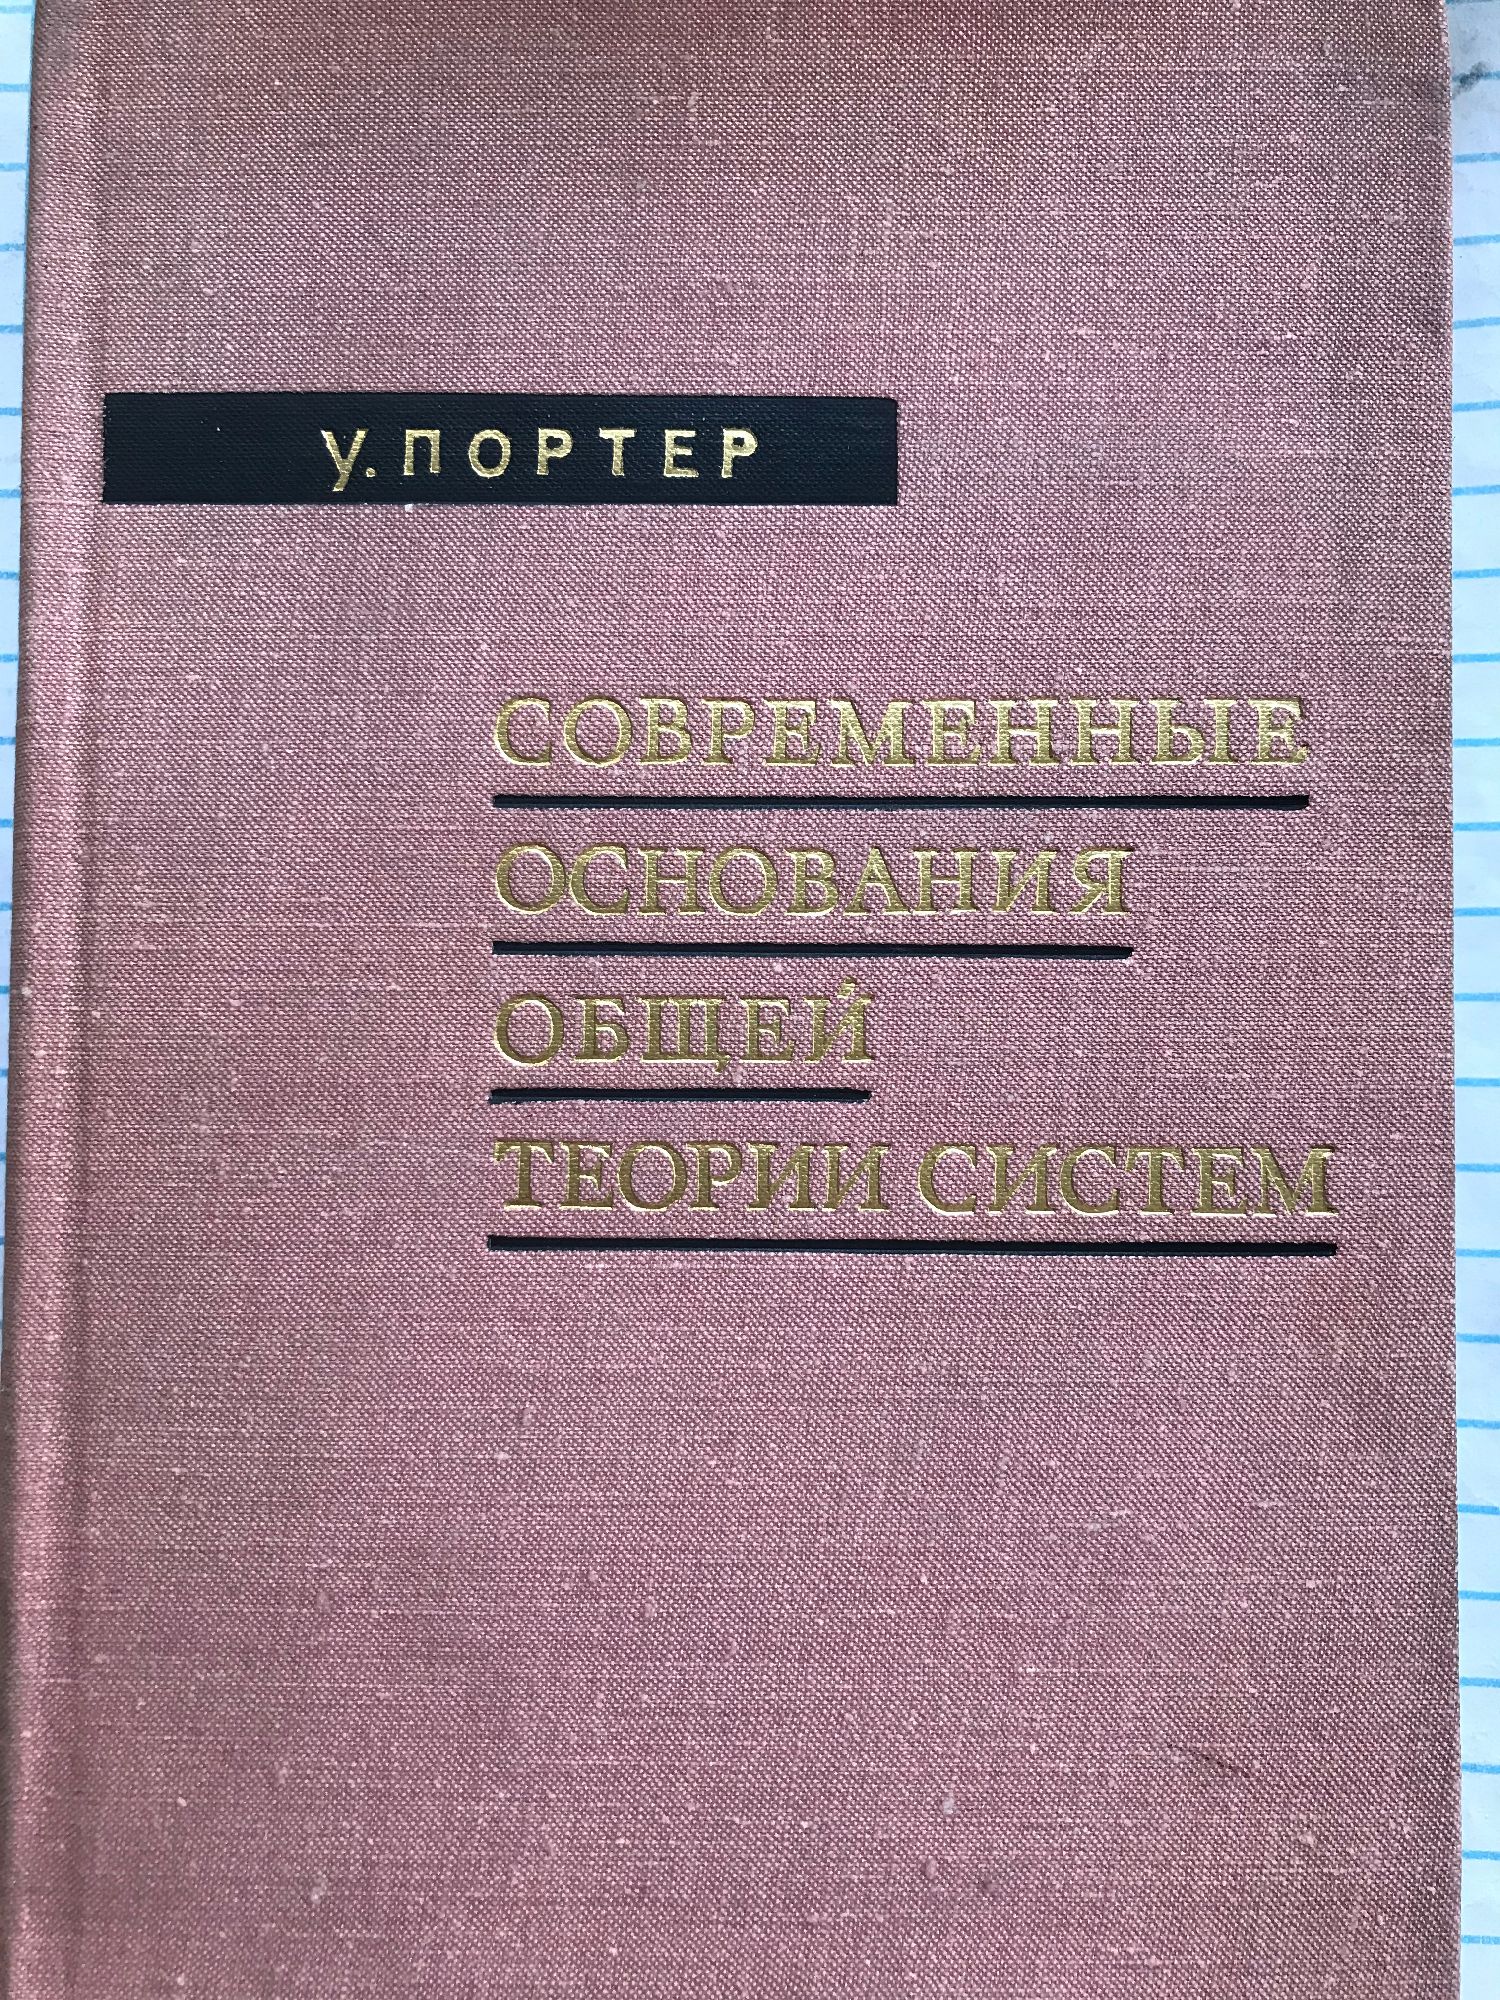 У. ПОРТЕР
СОВРЕМЕННЫЕ
ОСНОВАНИЯ
ОБЩЕЙ
ТЕОРИИ СИСТЕМ